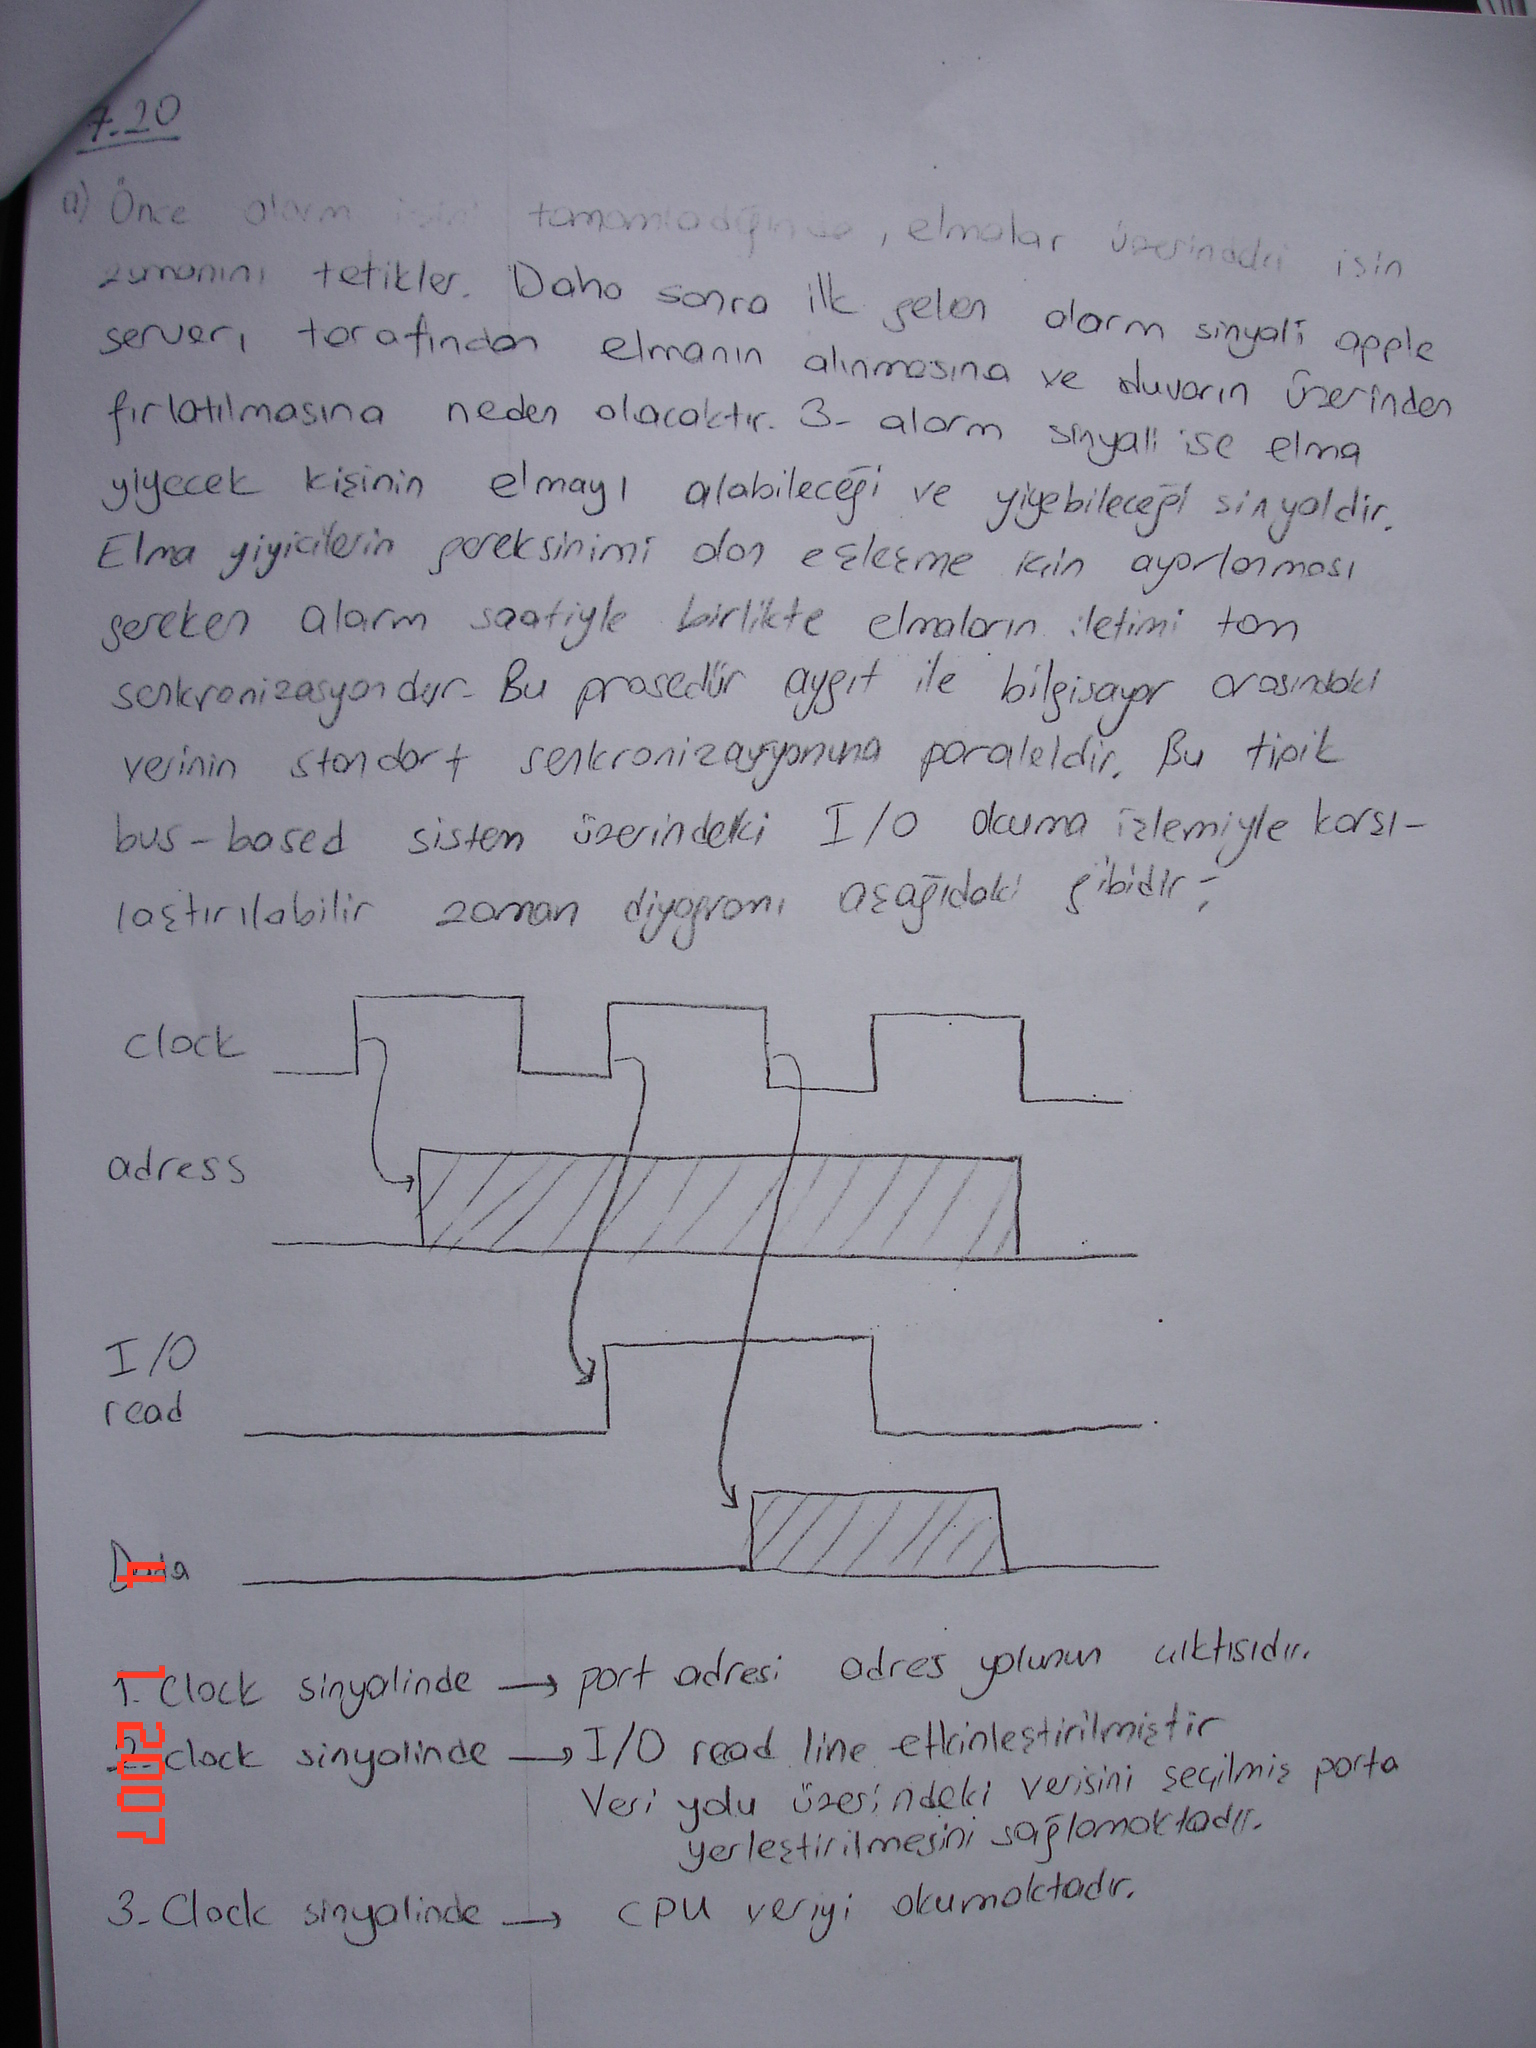 7.20
a) Önce alarm işini tamamladığında, elmalar üzerindeki işin
zamanını tetikler. Daha sonra ilk gelen alarm sinyali apple
serverı tarafından elmanın alınmasına ve duvarın üzerinden
fırlatılmasına neden olacaktır. 3- alarm sinyali ise elma
yiyecek kişinin elmayı alabileceği ve yiyebileceği sinyaldir.
Elma yiyicilerin gereksinimi olan eşleşme için ayarlanması
gereken alarm saatiyle birlikte elmaların iletimi tam
senkronizasyondur. Bu prosedür aygıt ile bilgisayar arasındaki
verinin standart senkronizasyonuna paraleldir. Bu tipik
bus-based sistem üzerindeki I/O okuma izlemiyle karşı-
laştırılabilir zaman diyagramı aşağıdaki gibidir;
clock
adress
I/O
read
Data
1. Clock sinyalinde → port adresi adres yolunun çıktısıdır.
2. clock sinyalinde → I/O read line etkinleştirilmiştir
Veri yolu üzerindeki verisini seçilmiş porta
yerleştirilmesini sağlamaktadır.
3- Clock sinyalinde → CPU veriyi okumaktadır.
4 1 2007